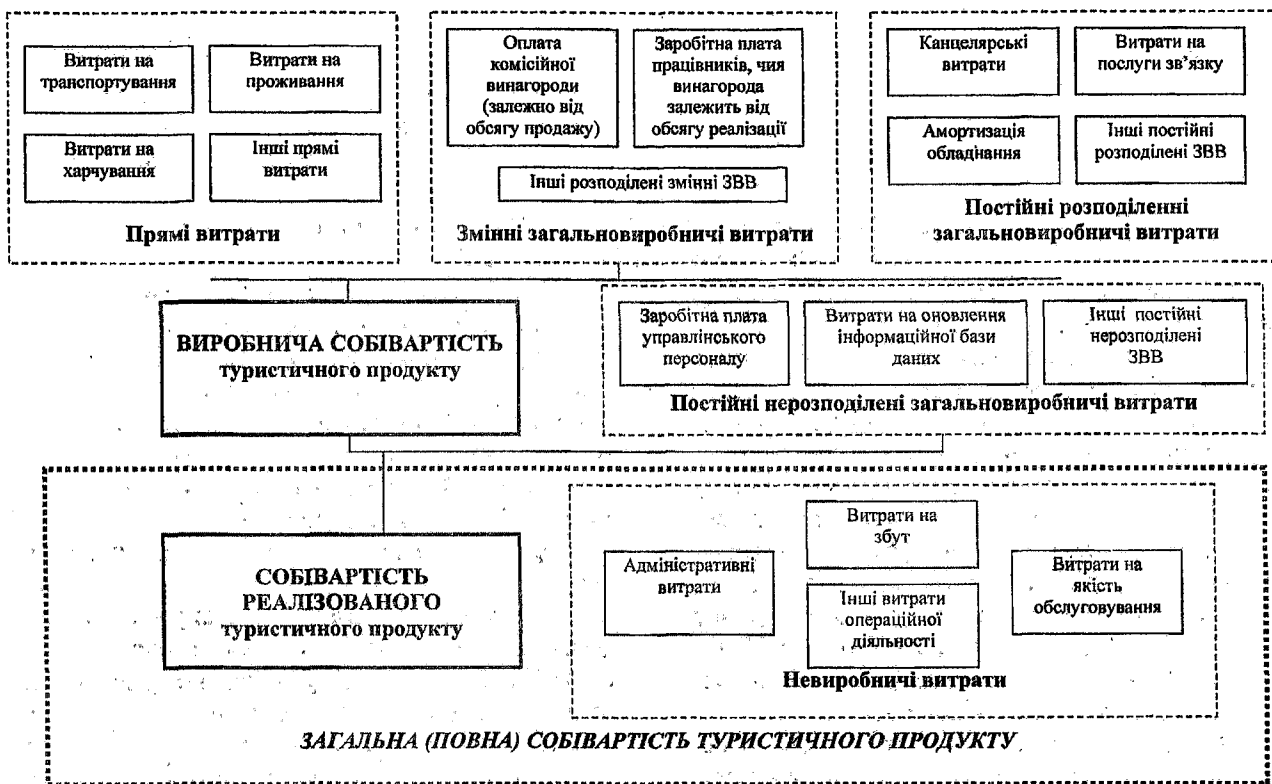 Витрати на
транспортування
Витрати на
проживання
Витрати на
харчування
Інші прямі
витрати
Прямі витрати
Оплата
комісійної
винагороди
(залежно від
обсягу продажу)
Заробітна плата
працівників, чия
винагорода
залежить від
обсягу реалізації
Інші розподілені змінні ЗВВ
Змінні загальновиробничі витрати
Канцелярські
витрати
Витрати на
послуги зв’язку
Амортизація
обладнання
Інші постійні
розподілені ЗВВ
Постійні розподіленні
загальновиробничі витрати
ВИРОБНИЧА СОБІВАРТІСТЬ
туристичного продукту
Заробітна плата
управлінського
персоналу
Витрати на оновлення
інформаційної бази
даних
Інші постійні
нерозподілені
ЗВВ
Постійні нерозподілені загальновиробничі витрати
СОБІВАРТІСТЬ
РЕАЛІЗОВАНОГО
туристичного продукту
Адміністративні
витрати
Витрати на
збут
Інші витрати
операційної
діяльності
Витрати на
якість
обслуговування
Невиробничі витрати
ЗАГАЛЬНА (ПОВНА) СОБІВАРТІСТЬ ТУРИСТИЧНОГО ПРОДУКТУ